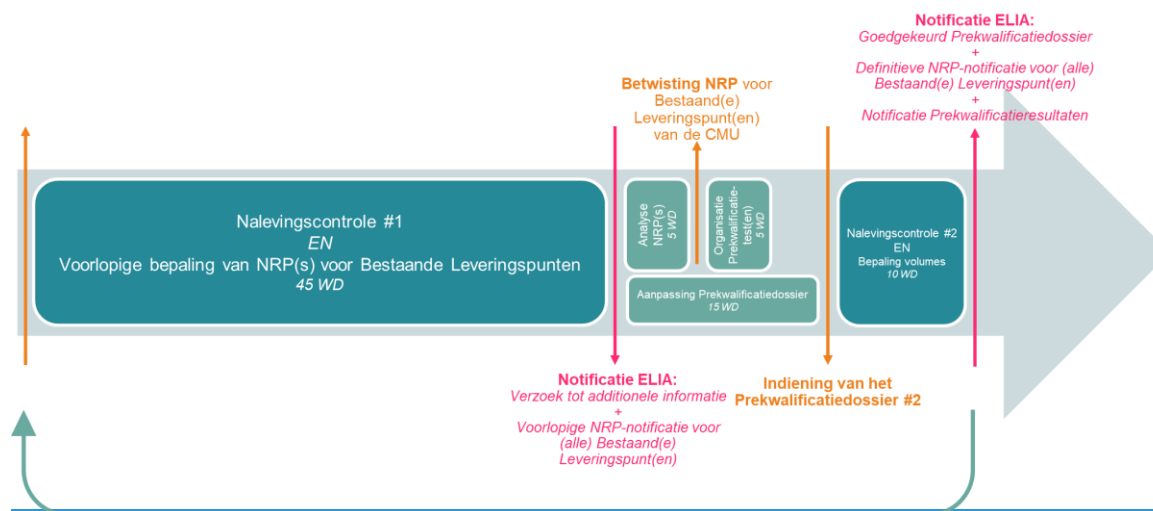 Notificatie ELIA:
Goedgekeurd Prekwalificatiedossier
+
Definitieve NRP-notificatie voor (alle)
Bestaand(e) Leveringspunt(en)
+
Notificatie Prekwalificatieresultaten
Betwisting NRP voor
Bestaand(e)
Leveringspunt(en)
van de CMU
Nalevingscontrole #1
EN
Voorlopige bepaling van NRP(s) voor Bestaande Leveringspunten
45 WD
Analyse
NRP(s)
5 WD
Organisatie
Prekwalificatie-
test(en)
5 WD
Aanpassing Prekwalificatiedossier
15 WD
Nalevingscontrole #2
EN
Bepaling volumes
10 WD
Notificatie ELIA:
Verzoek tot additionele informatie
+
Voorlopige NRP-notificatie voor
(alle) Bestaand(e)
Leveringspunt(en)
Indiening van het
Prekwalificatiedossier #2